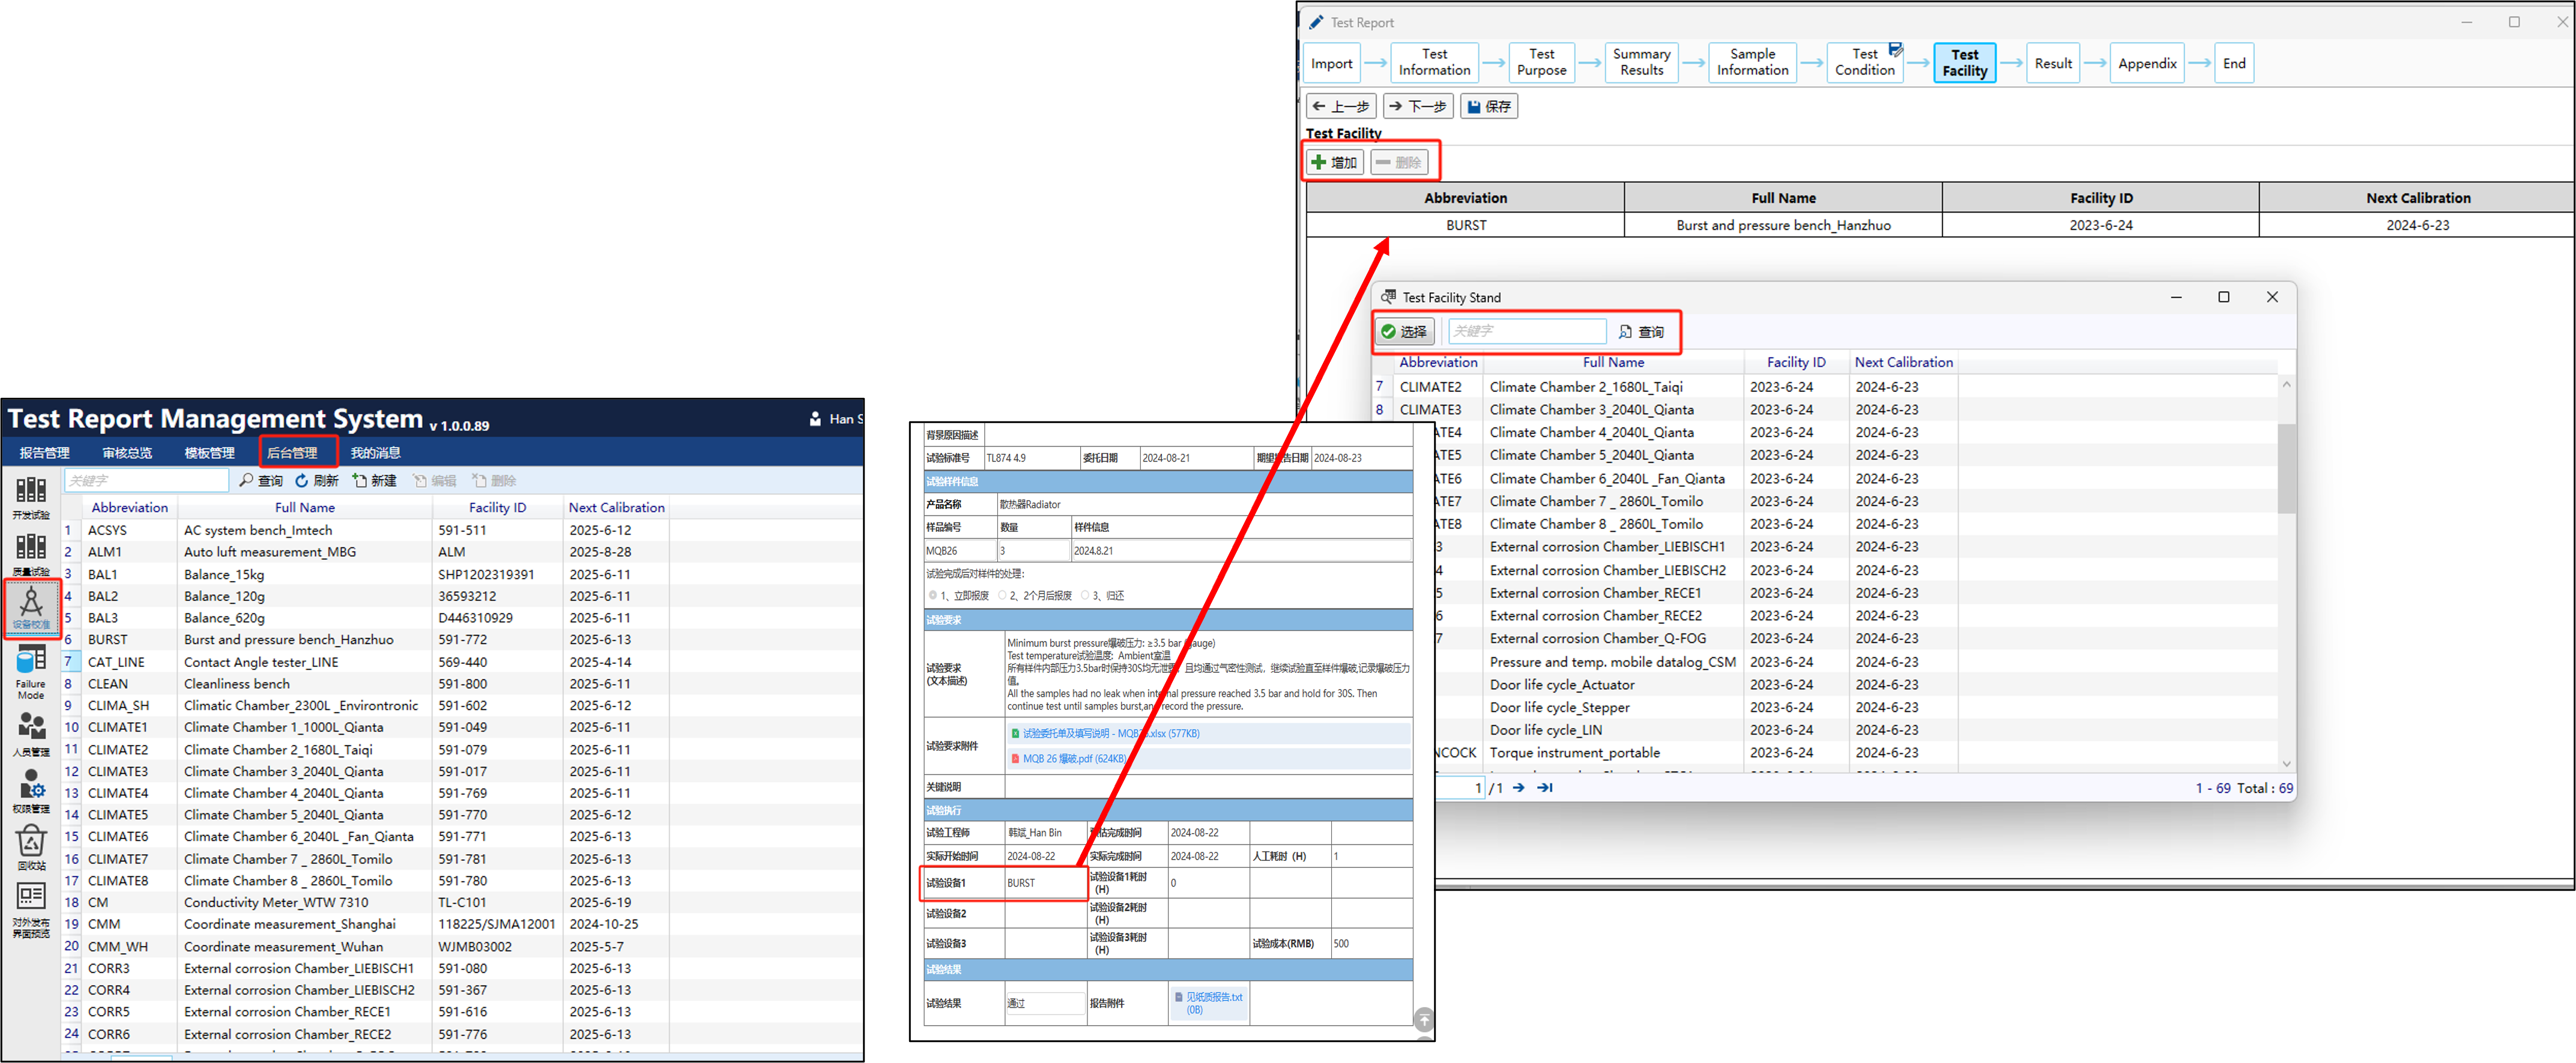 Test Report Management System v 1.0.0.89
Han S
报告管理 审核总览 模板管理 后台管理 我的消息
关键字 查询 刷新 新建 编辑 删除
开发试验
质量试验
设备校准
Failure
Mode
人员管理
权限管理
回收站
对外发布
界面预览
Abbreviation Full Name Facility ID Next Calibration
1 ACSYS AC system bench_Imtech 591-511 2025-6-12
2 ALM1 Auto luft measurement_MBG ALM 2025-8-28
3 BAL1 Balance_15kg SHP1202319391 2025-6-11
4 BAL2 Balance_120g 36593212 2025-6-11
5 BAL3 Balance_620g D446310929 2025-6-11
6 BURST Burst and pressure bench_Hanzhuo 591-772 2025-6-13
7 CAT_LINE Contact Angle tester_LINE 569-440 2025-4-14
8 CLEAN Cleanliness bench 591-800 2025-6-11
9 CLIMA_SH Climatic Chamber_2300L _Environtronic 591-602 2025-6-12
10 CLIMATE1 Climate Chamber 1_1000L_Qianta 591-049 2025-6-11
11 CLIMATE2 Climate Chamber 2_1680L_Taiqi 591-079 2025-6-11
12 CLIMATE3 Climate Chamber 3_2040L_Qianta 591-017 2025-6-11
13 CLIMATE4 Climate Chamber 4_2040L_Qianta 591-769 2025-6-11
14 CLIMATE5 Climate Chamber 5_2040L_Qianta 591-770 2025-6-12
15 CLIMATE6 Climate Chamber 6_2040L _Fan_Qianta 591-771 2025-6-13
16 CLIMATE7 Climate Chamber 7 _ 2860L_Tomilo 591-781 2025-6-13
17 CLIMATE8 Climate Chamber 8 _ 2860L_Tomilo 591-780 2025-6-13
18 CM Conductivity Meter_WTW 7310 TL-C101 2025-6-19
19 CMM Coordinate measurement_Shanghai 118225/SJMA12001 2024-10-25
20 CMM_WH Coordinate measurement_Wuhan WJMB03002 2025-5-7
21 CORR3 External corrosion Chamber_LIEBISCH1 591-080 2025-6-13
22 CORR4 External corrosion Chamber_LIEBISCH2 591-367 2025-6-13
23 CORR5 External corrosion Chamber_RECE1 591-616 2025-6-13
24 CORR6 External corrosion Chamber_RECE2 591-776 2025-6-13
背景原因描述
试验标准号 TL874 4.9 委托日期 2024-08-21 期望报告日期 2024-08-23
试验样件信息
产品名称 散热器Radiator
样品编号 数量 样件信息
MQB26 3 2024.8.21
试验完成后对样件的处理:
1、立即报废 2、2个月后报废 3、归还
试验要求
试验要求
(文本描述)
Minimum burst pressure爆破压力: ≥3.5 bar (gauge)
Test temperature试验温度: Ambient室温
所有样件内部压力3.5bar时保持30S均无泄 且均通过气密性测试, 继续试验直至样件爆破,记录爆破压力
值。
All the samples had no leak when internal pressure reached 3.5 bar and hold for 30S. Then
continue test until samples burst,and record the pressure.
试验要求附件
试验委托单及填写说明 - MQB .xlsx (577KB)
MQB 26 爆破.pdf (624KB)
关键说明
试验执行
试验工程师 韩斌_Han Bin 预估完成时间 2024-08-22
实际开始时间 2024-08-22 实际完成时间 2024-08-22 人工耗时 (H) 1
试验设备1 BURST 试验设备1耗时 (H) 0
试验设备2 试验设备2耗时 (H)
试验设备3 试验设备3耗时 (H) 试验成本(RMB) 500
试验结果
试验结果 通过 报告附件 见纸质报告.txt (0B)
Test Report
Import Test Information Test Purpose Summary Results Sample Information Test Condition Test Facility Result Appendix End
上一步 下一步 保存
Test Facility
增加 删除
Abbreviation Full Name Facility ID Next Calibration
BURST Burst and pressure bench_Hanzhuo 2023-6-24 2024-6-23
Test Facility Stand
选择 关键字 查询
Abbreviation Full Name Facility ID Next Calibration
7 CLIMATE2 Climate Chamber 2_1680L_Taiqi 2023-6-24 2024-6-23
8 CLIMATE3 Climate Chamber 3_2040L_Qianta 2023-6-24 2024-6-23
ATE4 Climate Chamber 4_2040L_Qianta 2023-6-24 2024-6-23
ATE5 Climate Chamber 5_2040L_Qianta 2023-6-24 2024-6-23
ATE6 Climate Chamber 6_2040L _Fan_Qianta 2023-6-24 2024-6-23
ATE7 Climate Chamber 7 _ 2860L_Tomilo 2023-6-24 2024-6-23
ATE8 Climate Chamber 8 _ 2860L_Tomilo 2023-6-24 2024-6-23
3 External corrosion Chamber_LIEBISCH1 2023-6-24 2024-6-23
4 External corrosion Chamber_LIEBISCH2 2023-6-24 2024-6-23
5 External corrosion Chamber_RECE1 2023-6-24 2024-6-23
6 External corrosion Chamber_RECE2 2023-6-24 2024-6-23
7 External corrosion Chamber_Q-FOG 2023-6-24 2024-6-23
Pressure and temp. mobile datalog_CSM 2023-6-24 2024-6-23
Door life cycle_Actuator 2023-6-24 2024-6-23
Door life cycle_Stepper 2023-6-24 2024-6-23
Door life cycle_LIN 2023-6-24 2024-6-23
NCOCK Torque instrument_portable 2023-6-24 2024-6-23
1 /1 1 - 69 Total : 69